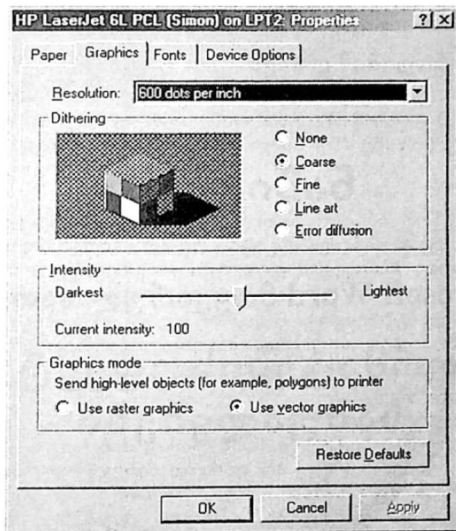 HP LaserJet 6L PCL (Simon) on LPT2: Properties
Paper Graphics Fonts Device Options
Resolution: 600 dots per inch
Dithering
None
Coarse
Fine
Line art
Error diffusion
Intensity
Darkest Lightest
Current intensity: 100
Graphics mode
Send high-level objects (for example, polygons) to printer
Use raster graphics Use vector graphics
Restore Defaults
OK Cancel Apply